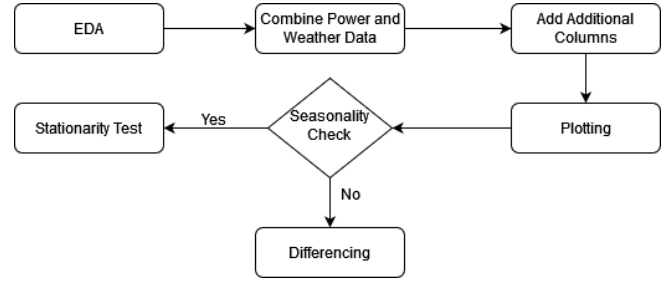 EDA
Combine Power and
Weather Data
Add Additional
Columns
Plotting
Seasonality
Check
Yes
Stationarity Test
No
Differencing